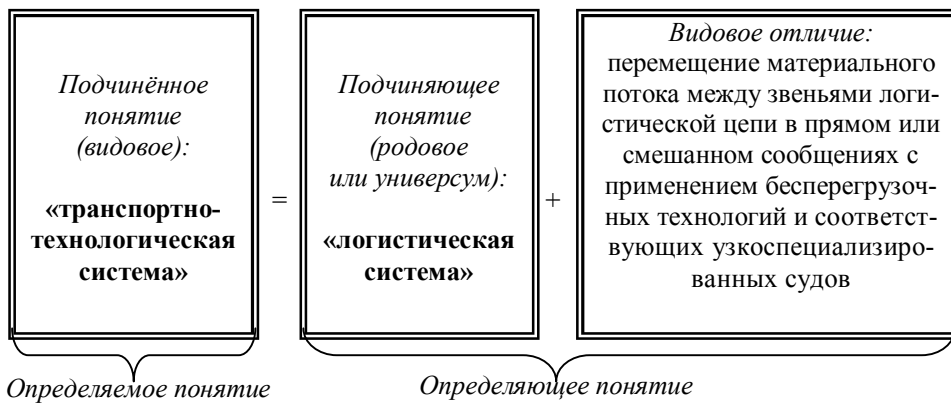 Подчинённое
понятие
(видовое):
«транспортно-
технологическая
система»
=
Подчиняющее
понятие
(родовое
или универсум):
«логистическая
система»
+
Видовое отличие:
перемещение материального
потока между звеньями логи-
стической цепи в прямом или
смешанном сообщениях с
применением бесперегрузоч-
ных технологий и соответст-
вующих узкоспециализиро-
ванных судов
Определяемое понятие
Определяющее понятие